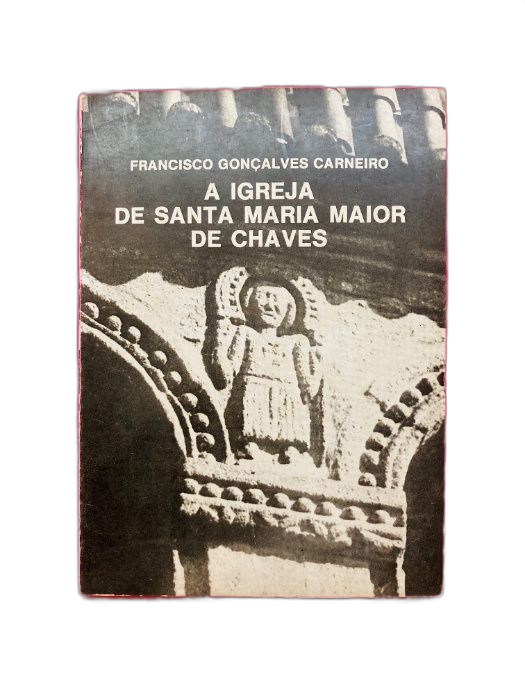 FRANCISCO GONÇALVES CARNEIRO
A IGREJA
DE SANTA MARIA MAIOR
DE CHAVES